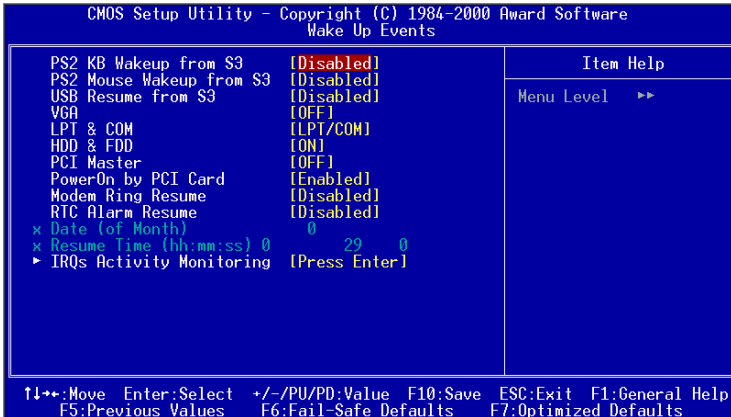 CMOS Setup Utility - Copyright (C) 1984-2000 Award Software
Wake Up Events
PS2 KB Wakeup from S3 [Disabled]
PS2 Mouse Wakeup from S3 [Disabled]
USB Resume from S3 [Disabled]
VGA [OFF]
LPT & COM [LPT/COM]
HDD & FDD [ON]
PCI Master [OFF]
PowerOn by PCI Card [Enabled]
Modem Ring Resume [Disabled]
RTC Alarm Resume [Disabled]
x Date (of Month) 0
x Resume Time (hh:mm:ss) 0 29 0
► IRQs Activity Monitoring [Press Enter]
Item Help
Menu Level ►►
↑↓→←:Move Enter:Select +/-/PU/PD:Value F10:Save ESC:Exit F1:General Help
F5:Previous Values F6:Fail-Safe Defaults F7:Optimized Defaults